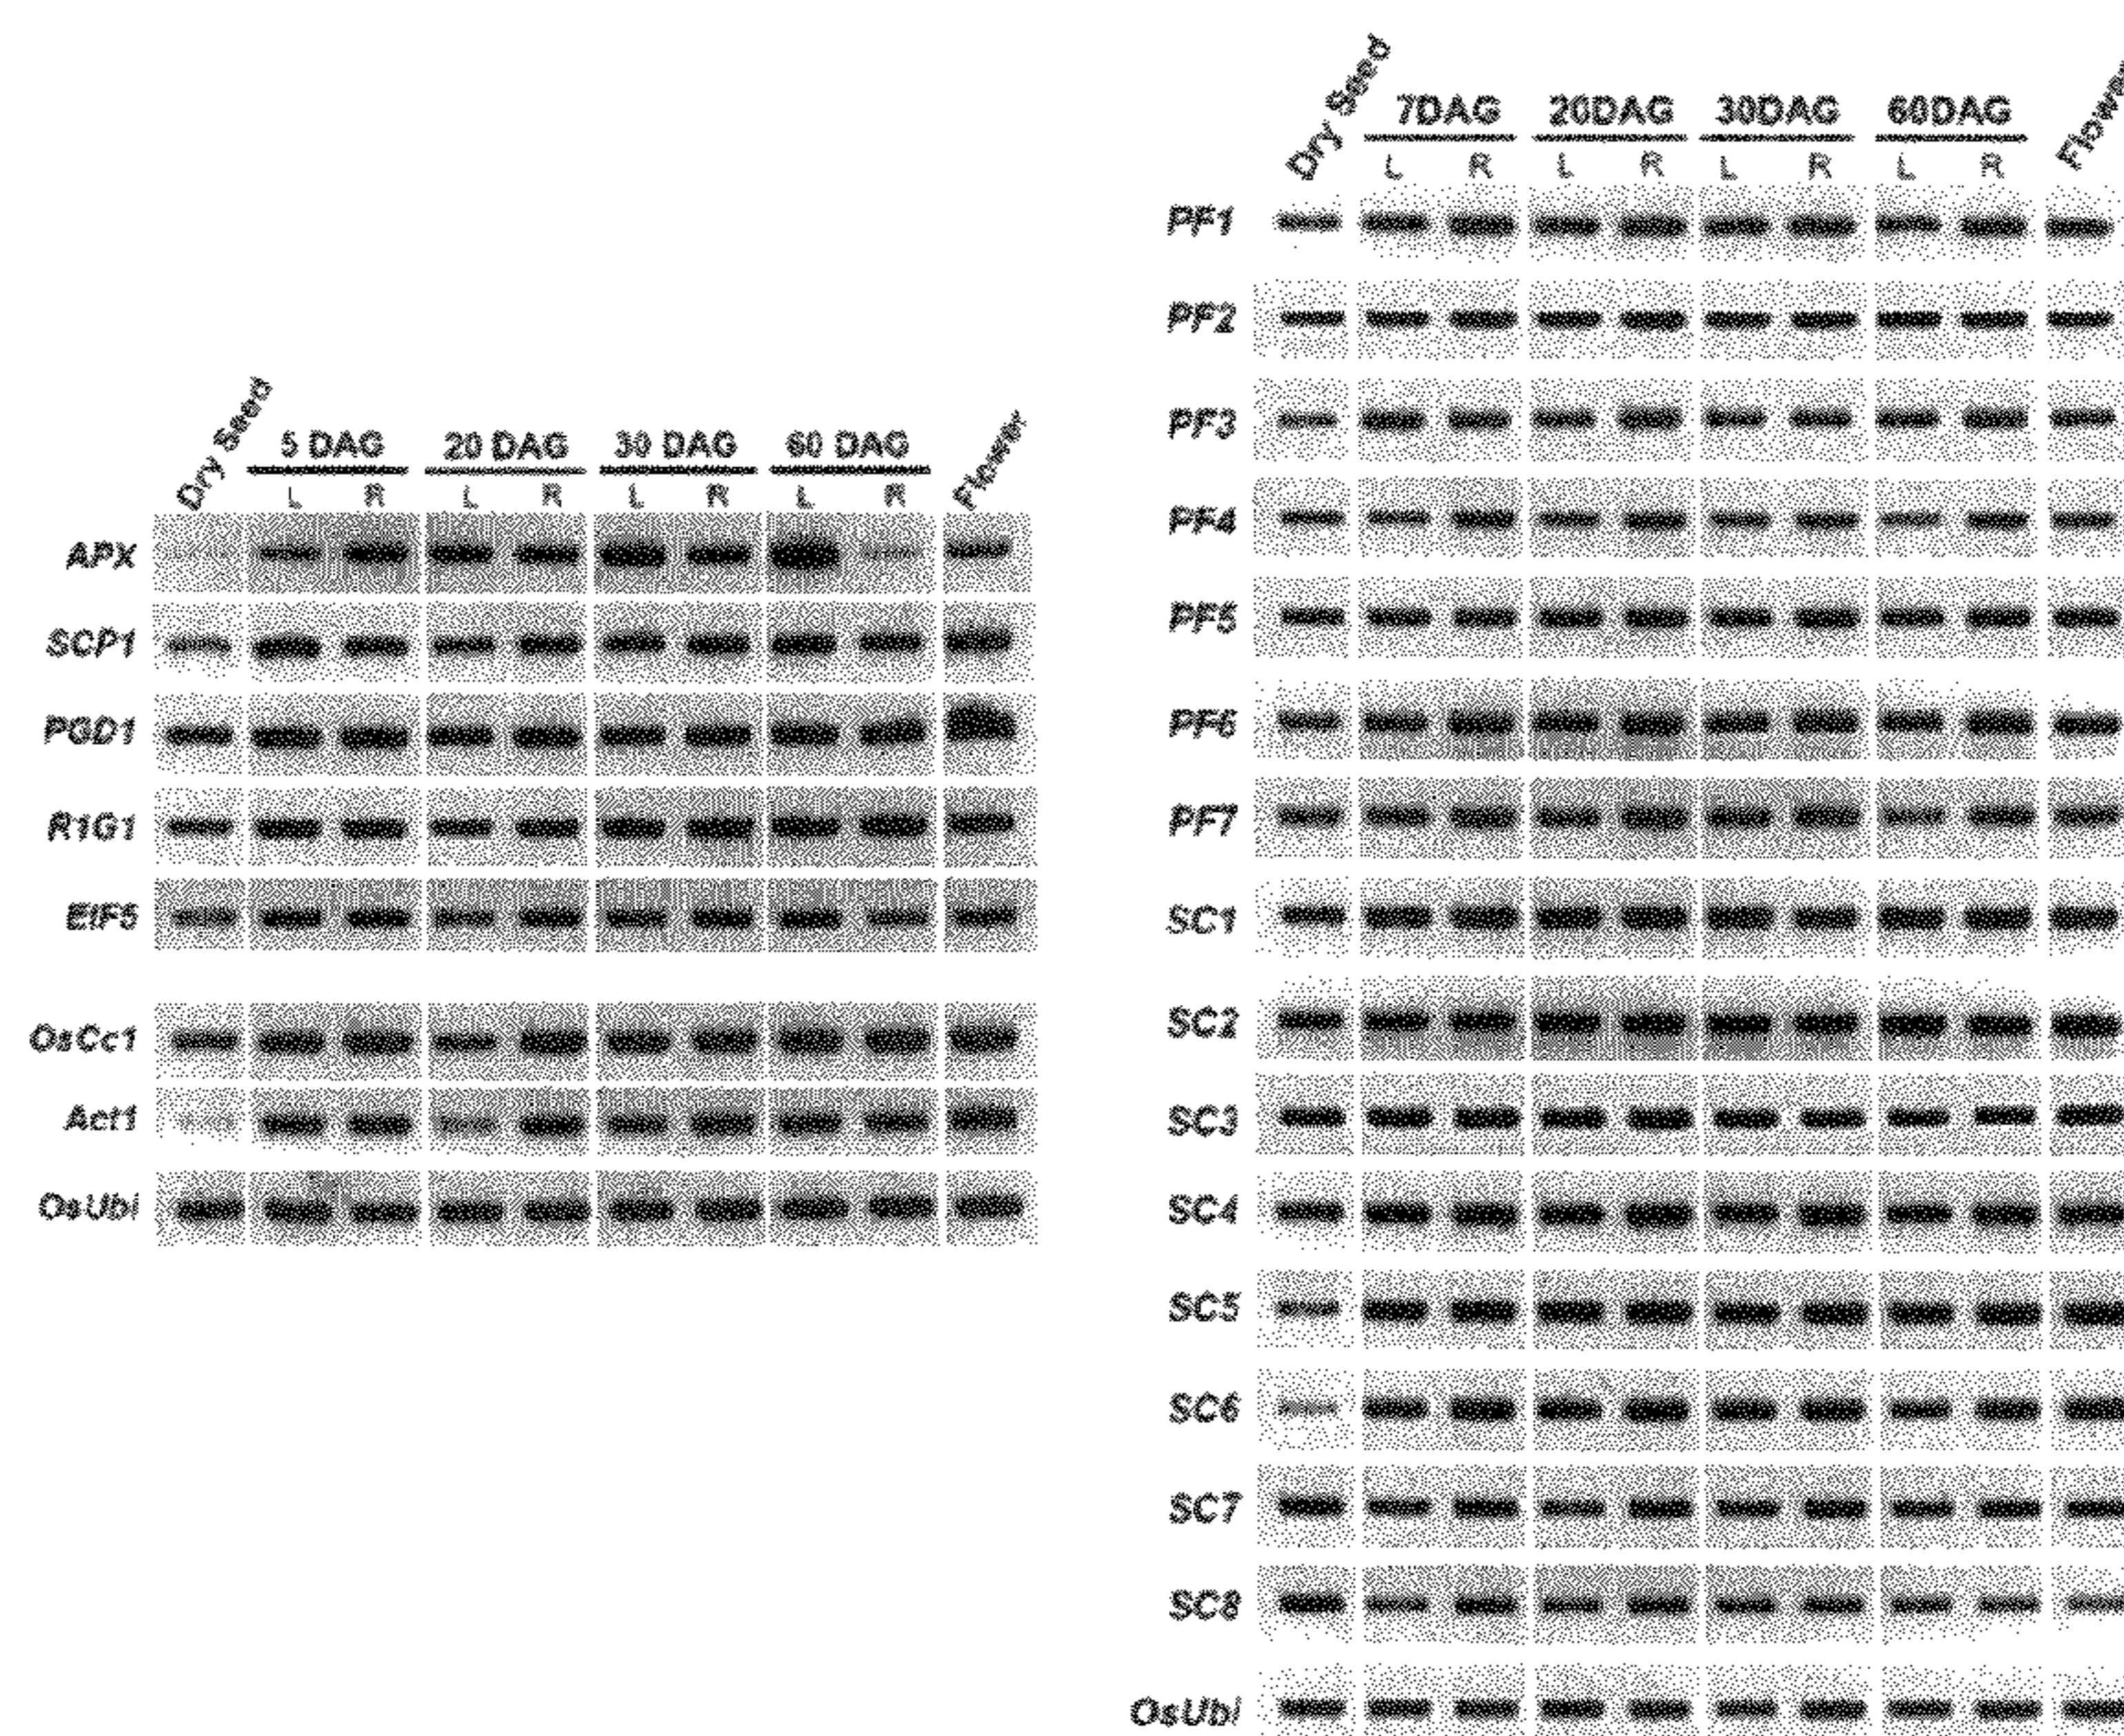 Dry Seed 5 DAG 20 DAG 30 DAG 60 DAG Flower
L R L R L R L R
APX
SCP1
PGD1
R1G1
EIF5
OsCc1
Act1
OsUbi
Dry Seed 7DAG 20DAG 30DAG 60DAG Flowe
L R L R L R L R
PF1
PF2
PF3
PF4
PF5
PF6
PF7
SC1
SC2
SC3
SC4
SC5
SC6
SC7
SC8
OsUbi